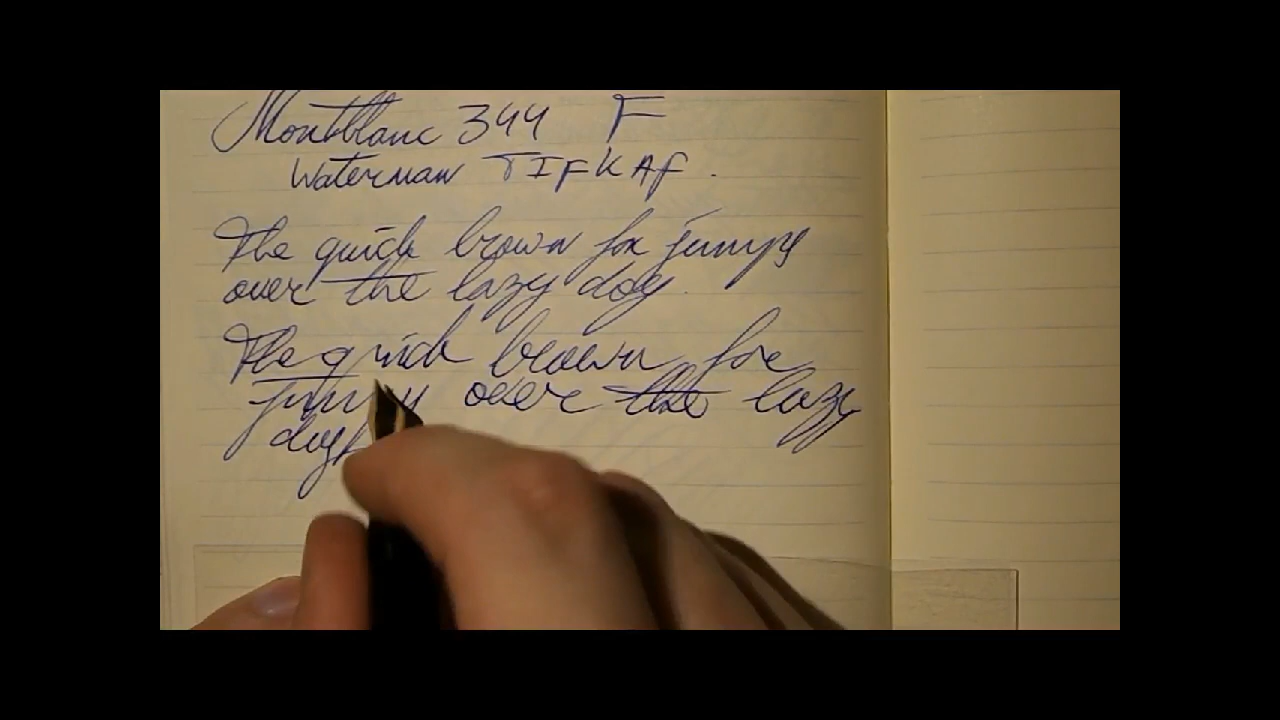 Montblanc 344 F
Waterman TIFKAF.
The quick brown fox jumps
over the lazy dog.
The quick brown fox
over the lazy
dog